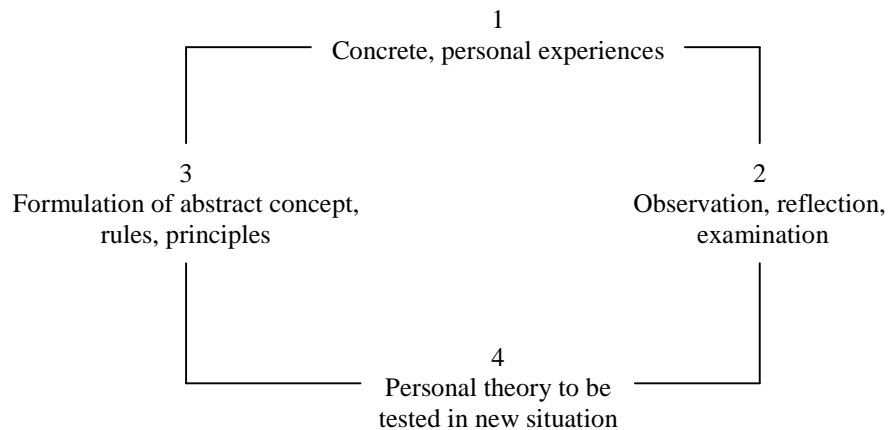 1
Concrete, personal experiences
3
Formulation of abstract concept,
rules, principles
2
Observation, reflection,
examination
4
Personal theory to be
tested in new situation